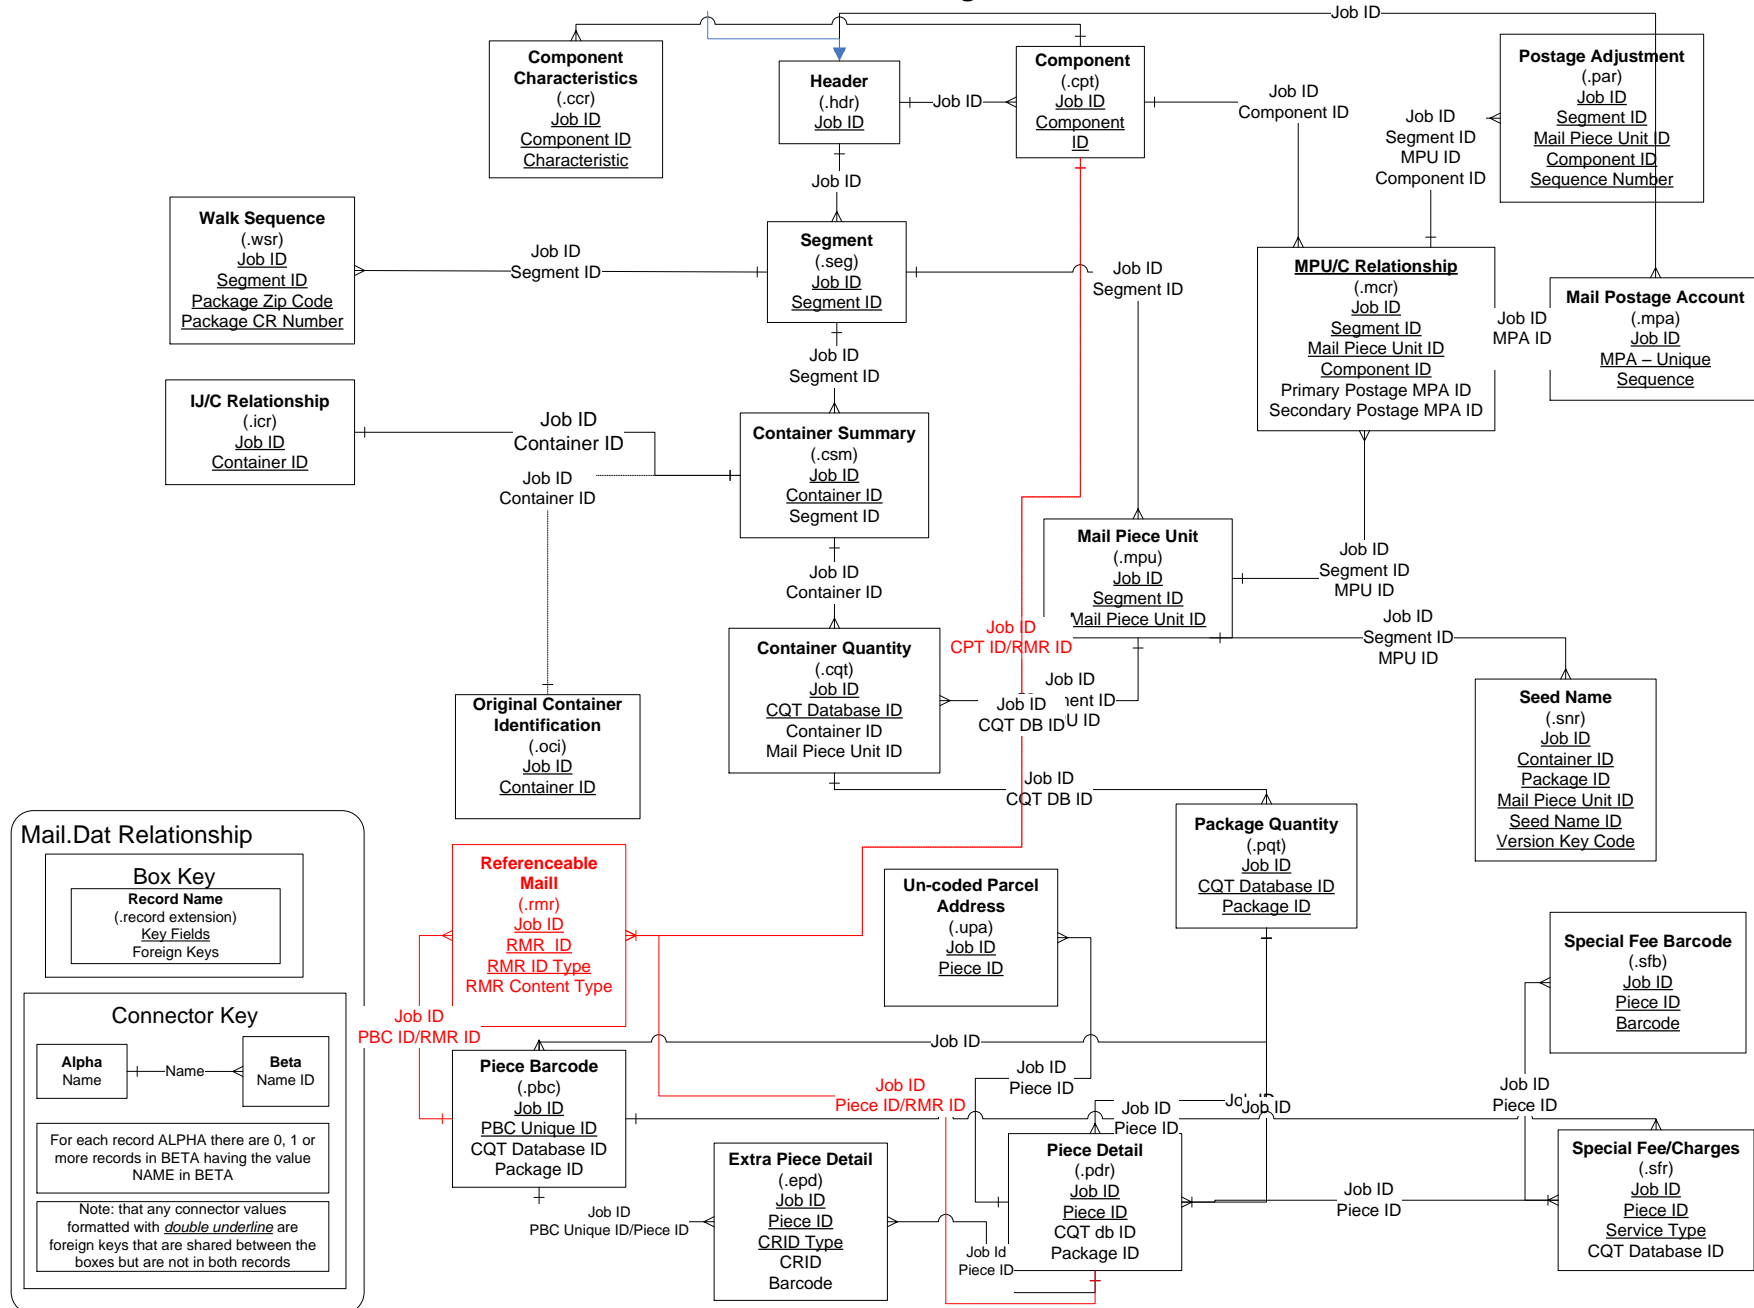 Job ID
Component
Characteristics
(.ccr)
Job ID
Component ID
Characteristic
Header
(.hdr)
Job ID
Job ID
Component
(.cpt)
Job ID
Component
ID
Job ID
Component ID
Postage Adjustment
(.par)
Job ID
Segment ID
Mail Piece Unit ID
Component ID
Sequence Number
Job ID
Segment ID
MPU ID
Component ID
Job ID
Walk Sequence
(.wsr)
Job ID
Segment ID
Package Zip Code
Package CR Number
Job ID
Segment ID
Segment
(.seg)
Job ID
Segment ID
Job ID
Segment ID
MPU/C Relationship
(.mcr)
Job ID
Segment ID
Mail Piece Unit ID
Component ID
Primary Postage MPA ID
Secondary Postage MPA ID
Job ID
MPA ID
Mail Postage Account
(.mpa)
Job ID
MPA – Unique
Sequence
Job ID
Segment ID
IJ/C Relationship
(.icr)
Job ID
Container ID
Job ID
Container ID
Job ID
Container ID
Container Summary
(.csm)
Job ID
Container ID
Segment ID
Job ID
Container ID
Mail Piece Unit
(.mpu)
Job ID
Segment ID
Mail Piece Unit ID
Job ID
Segment ID
MPU ID
Job ID
Segment ID
MPU ID
Job ID
CPT ID/RMR ID
Container Quantity
(.cqt)
Job ID
CQT Database ID
Container ID
Mail Piece Unit ID
Job ID
ent ID
U ID
Job ID
CQT DB ID
Original Container
Identification
(.oci)
Job ID
Container ID
Seed Name
(.snr)
Job ID
Container ID
Package ID
Mail Piece Unit ID
Seed Name ID
Version Key Code
Job ID
CQT DB ID
Package Quantity
(.pqt)
Job ID
CQT Database ID
Package ID
Mail.Dat Relationship
Box Key
Record Name
(.record extension)
Key Fields
Foreign Keys
Connector Key
Alpha
Name
Name
Beta
Name ID
For each record ALPHA there are 0, 1 or
more records in BETA having the value
NAME in BETA
Note: that any connector values
formatted with double underline are
foreign keys that are shared between the
boxes but are not in both records
Referenceable
Maill
(.rmr)
Job ID
RMR ID
RMR ID Type
RMR Content Type
Job ID
PBC ID/RMR ID
Un-coded Parcel
Address
(.upa)
Job ID
Piece ID
Special Fee Barcode
(.sfb)
Job ID
Piece ID
Barcode
Job ID
Piece Barcode
(.pbc)
Job ID
PBC Unique ID
CQT Database ID
Package ID
Job ID
Piece ID/RMR ID
Job ID
Piece ID
Job ID
Piece ID
Job ID
Job ID
Job ID
Piece ID
Extra Piece Detail
(.epd)
Job ID
Piece ID
CRID Type
CRID
Barcode
Piece Detail
(.pdr)
Job ID
Piece ID
CQT db ID
Package ID
Special Fee/Charges
(.sfr)
Job ID
Piece ID
Service Type
CQT Database ID
Job ID
Piece ID
Job ID
PBC Unique ID/Piece ID
Job Id
Piece ID